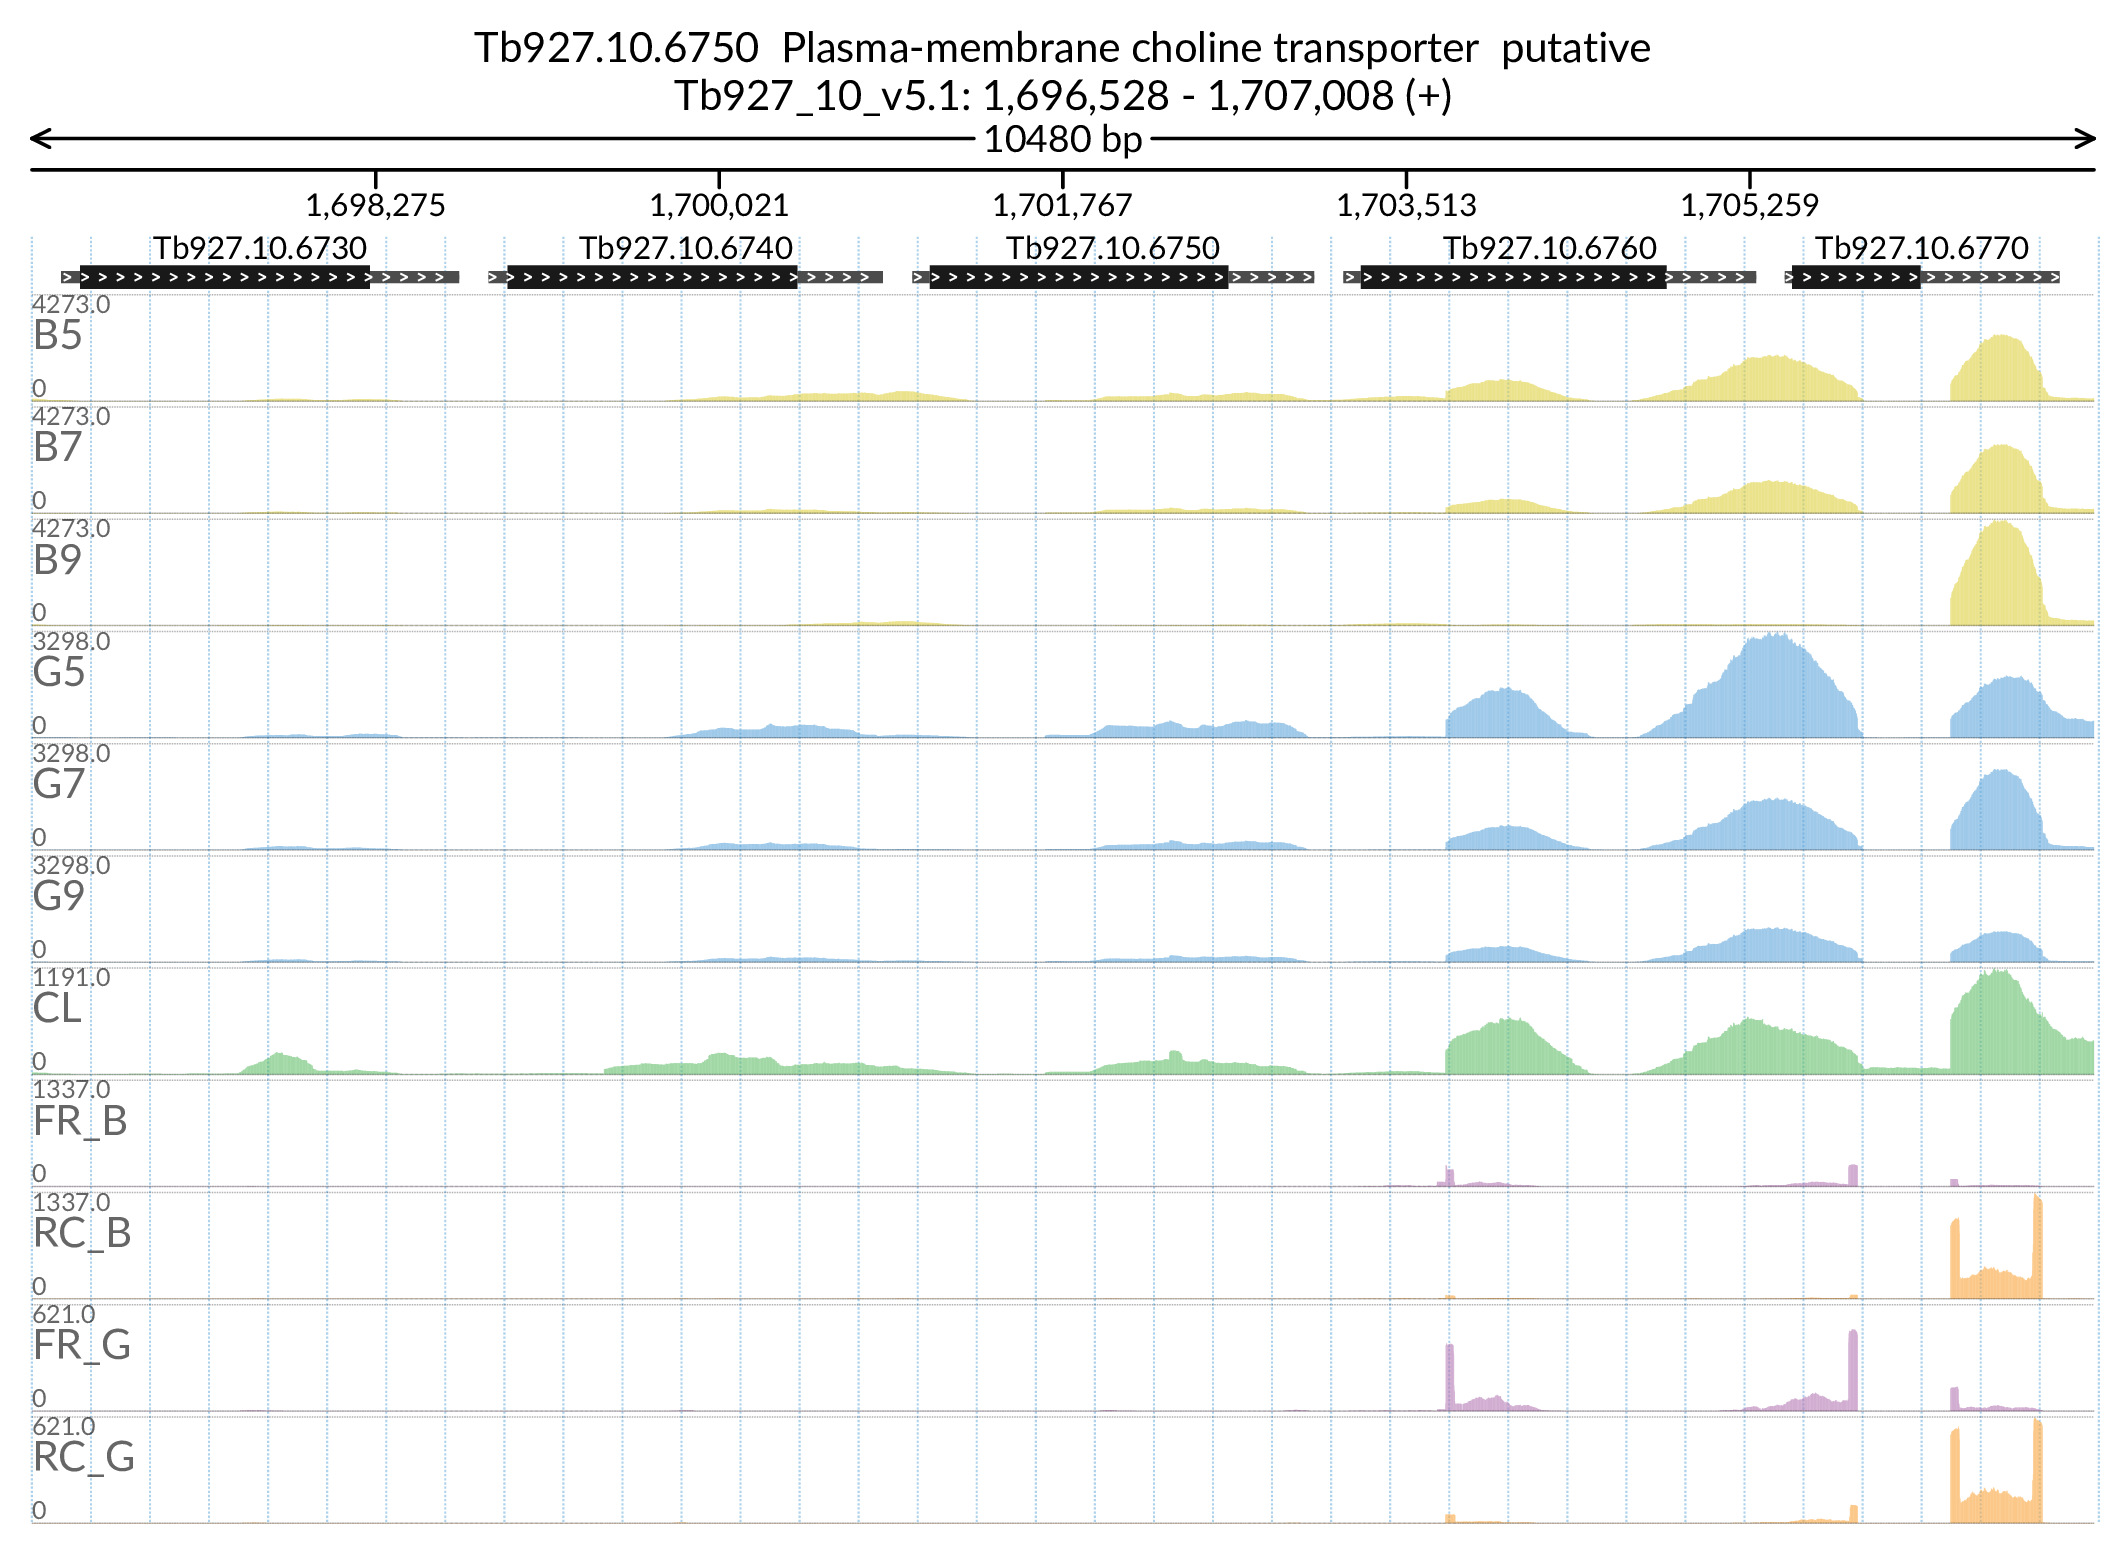 Tb927.10.6750  Plasma-membrane choline transporter  putative
Tb927_10_v5.1: 1,696,528 - 1,707,008 (+)
10480 bp
1,698,275 1,700,021 1,701,767 1,703,513 1,705,259
Tb927.10.6730 Tb927.10.6740 Tb927.10.6750 Tb927.10.6760 Tb927.10.6770
4273.0
B5
0
4273.0
B7
0
4273.0
B9
0
3298.0
G5
0
3298.0
G7
0
3298.0
G9
0
1191.0
CL
0
1337.0
FR_B
0
1337.0
RC_B
0
621.0
FR_G
0
621.0
RC_G
0